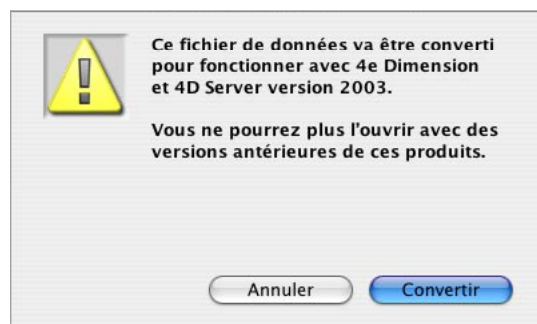 Ce fichier de données va être converti
pour fonctionner avec 4e Dimension
et 4D Server version 2003.
Vous ne pourrez plus l'ouvrir avec des
versions antérieures de ces produits.
Annuler
Convertir